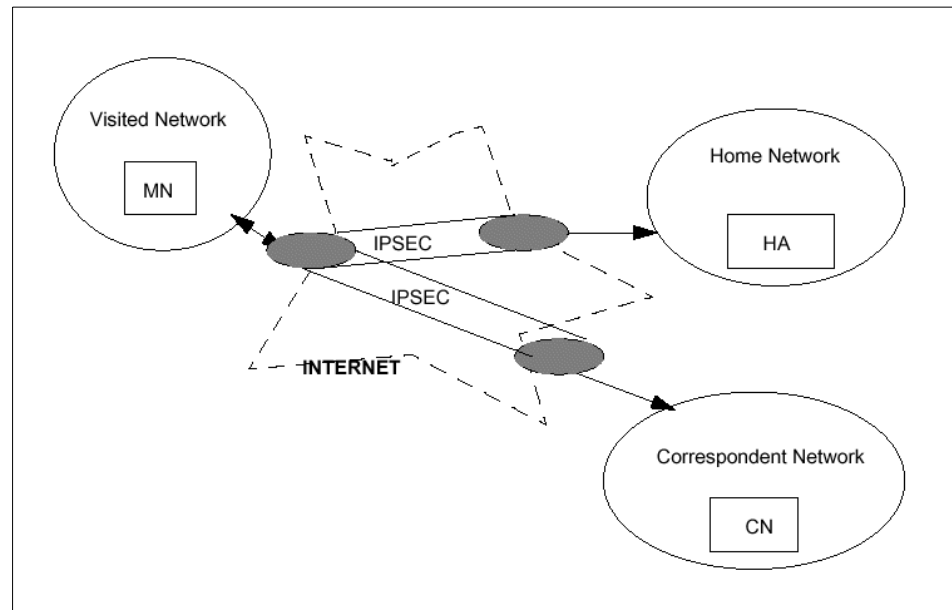 Visited Network
MN
Home Network
HA
IPSEC
IPSEC
INTERNET
Correspondent Network
CN